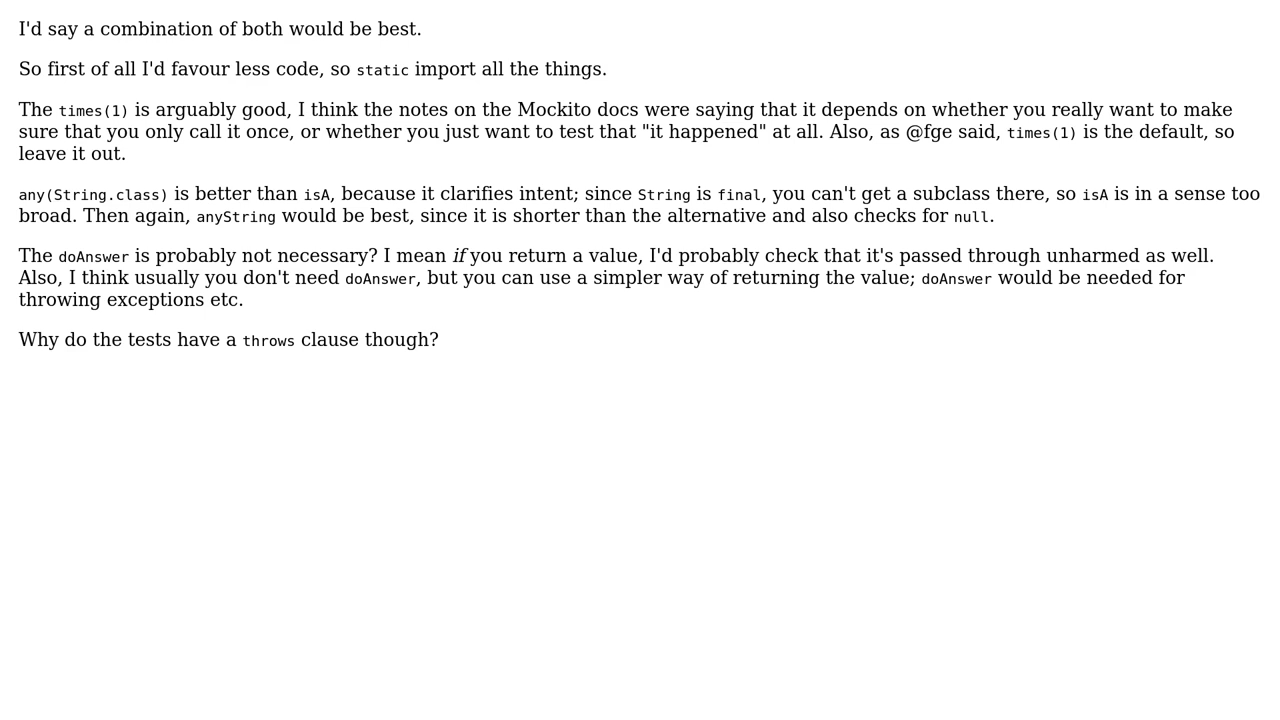 I'd say a combination of both would be best.
So first of all I'd favour less code, so static import all the things.
The times(1) is arguably good, I think the notes on the Mockito docs were saying that it depends on whether you really want to make
sure that you only call it once, or whether you just want to test that "it happened" at all. Also, as @fge said, times(1) is the default, so
leave it out.
any(String.class) is better than isA, because it clarifies intent; since String is final, you can't get a subclass there, so isA is in a sense too
broad. Then again, anyString would be best, since it is shorter than the alternative and also checks for null.
The doAnswer is probably not necessary? I mean if you return a value, I'd probably check that it's passed through unharmed as well.
Also, I think usually you don't need doAnswer, but you can use a simpler way of returning the value; doAnswer would be needed for
throwing exceptions etc.
Why do the tests have a throws clause though?